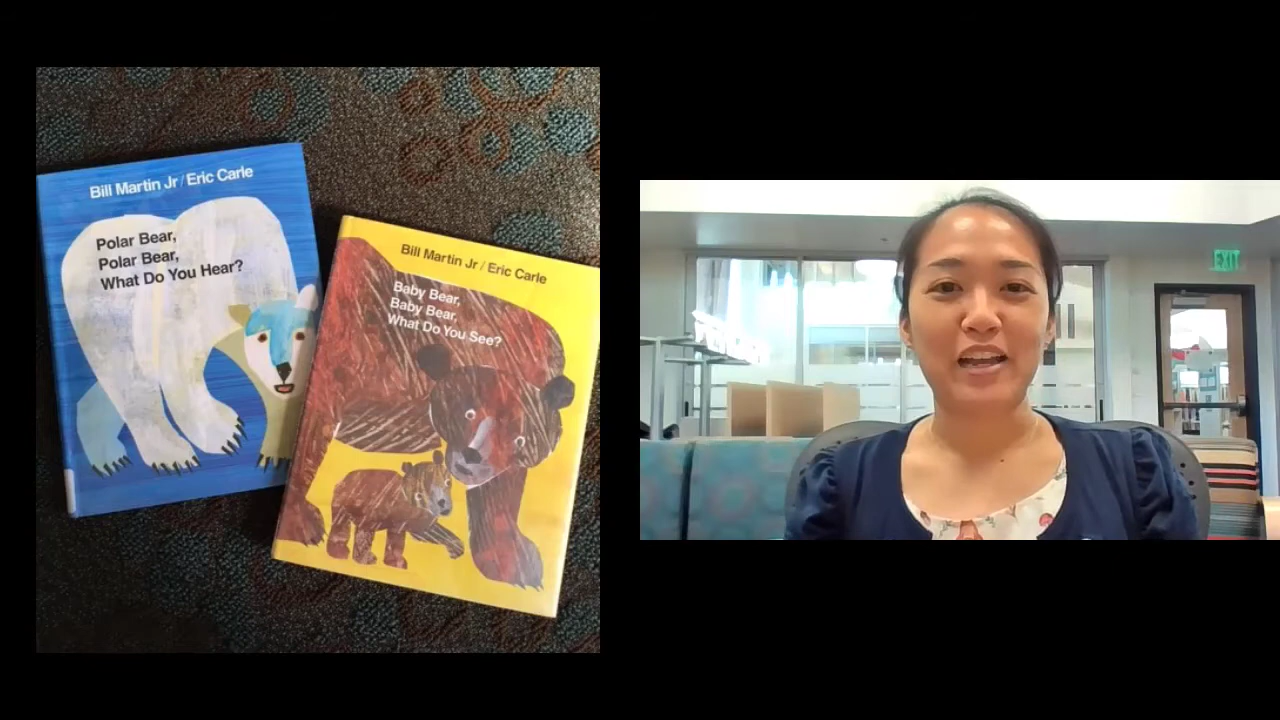 Bill Martin Jr / Eric Carle
Polar Bear,
Polar Bear,
What Do You Hear?
Bill Martin Jr / Eric Carle
Baby Bear,
Baby Bear,
What Do You See?
EXIT